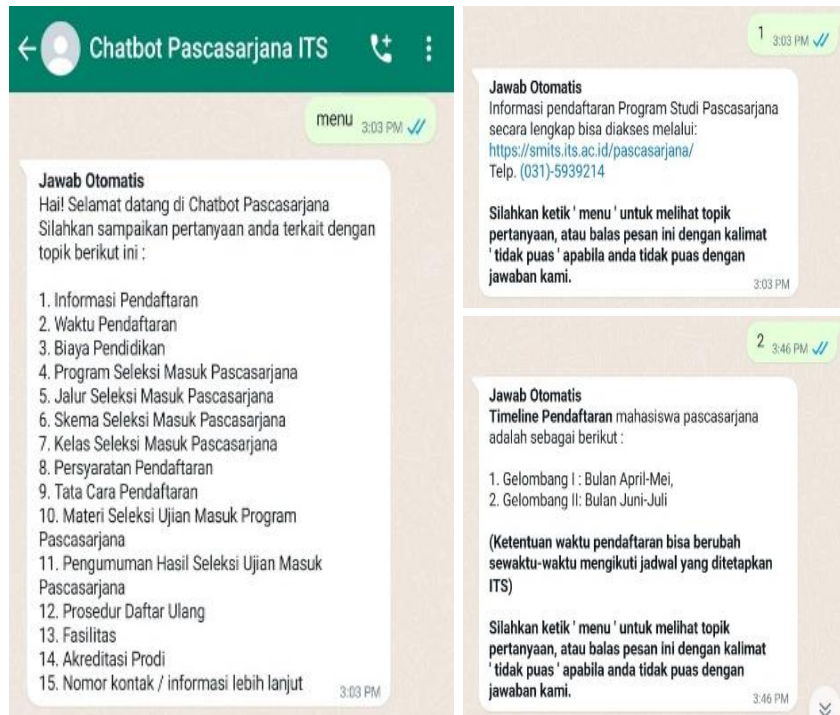 Chatbot Pascasarjana ITS
menu 3:03 PM
Jawab Otomatis
Hai! Selamat datang di Chatbot Pascasarjana
Silahkan sampaikan pertanyaan anda terkait dengan
topik berikut ini :
1. Informasi Pendaftaran
2. Waktu Pendaftaran
3. Biaya Pendidikan
4. Program Seleksi Masuk Pascasarjana
5. Jalur Seleksi Masuk Pascasarjana
6. Skema Seleksi Masuk Pascasarjana
7. Kelas Seleksi Masuk Pascasarjana
8. Persyaratan Pendaftaran
9. Tata Cara Pendaftaran
10. Materi Seleksi Ujian Masuk Program
Pascasarjana
11. Pengumuman Hasil Seleksi Ujian Masuk
Pascasarjana
12. Prosedur Daftar Ulang
13. Fasilitas
14. Akreditasi Prodi
15. Nomor kontak / informasi lebih lanjut
3:03 PM
1 3:03 PM
Jawab Otomatis
Informasi pendaftaran Program Studi Pascasarjana
secara lengkap bisa diakses melalui:
https://smits.its.ac.id/pascasarjana/
Telp. (031)-5939214
Silahkan ketik ' menu ' untuk melihat topik
pertanyaan, atau balas pesan ini dengan kalimat
' tidak puas ' apabila anda tidak puas dengan
jawaban kami.
3:03 PM
2 3:46 PM
Jawab Otomatis
Timeline Pendaftaran mahasiswa pascasarjana
adalah sebagai berikut :
1. Gelombang I : Bulan April-Mei,
2. Gelombang II: Bulan Juni-Juli
(Ketentuan waktu pendaftaran bisa berubah
sewaktu-waktu mengikuti jadwal yang ditetapkan
ITS)
Silahkan ketik ' menu ' untuk melihat topik
pertanyaan, atau balas pesan ini dengan kalimat
' tidak puas ' apabila anda tidak puas dengan
jawaban kami.
3:46 PM